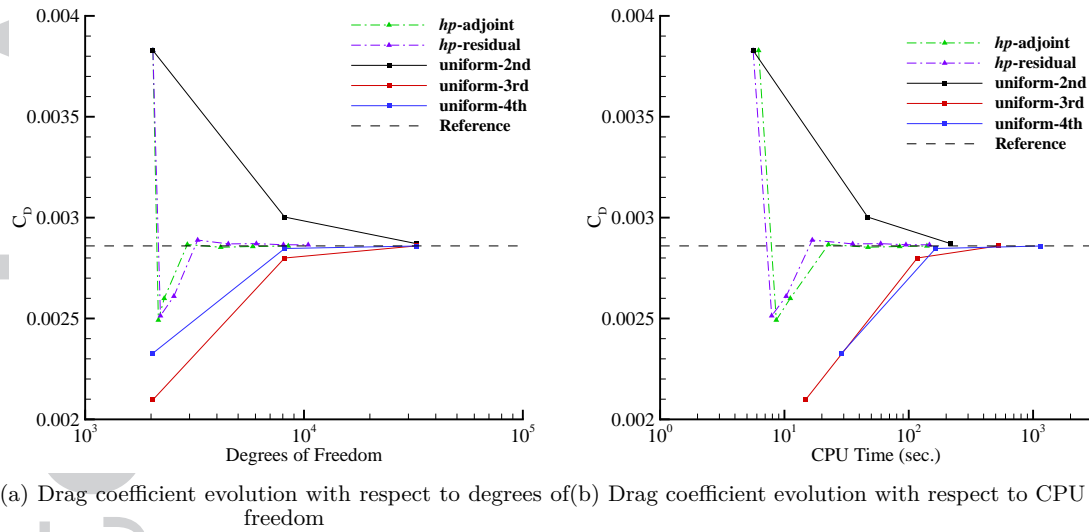 0.004
0.0035
0.003
0.0025
0.002
C_D
10^3
10^4
10^5
Degrees of Freedom
hp-adjoint
hp-residual
uniform-2nd
uniform-3rd
uniform-4th
Reference
(a) Drag coefficient evolution with respect to degrees of
freedom
0.004
0.0035
0.003
0.0025
0.002
C_D
10^0
10^1
10^2
10^3
CPU Time (sec.)
hp-adjoint
hp-residual
uniform-2nd
uniform-3rd
uniform-4th
Reference
(b) Drag coefficient evolution with respect to CPU